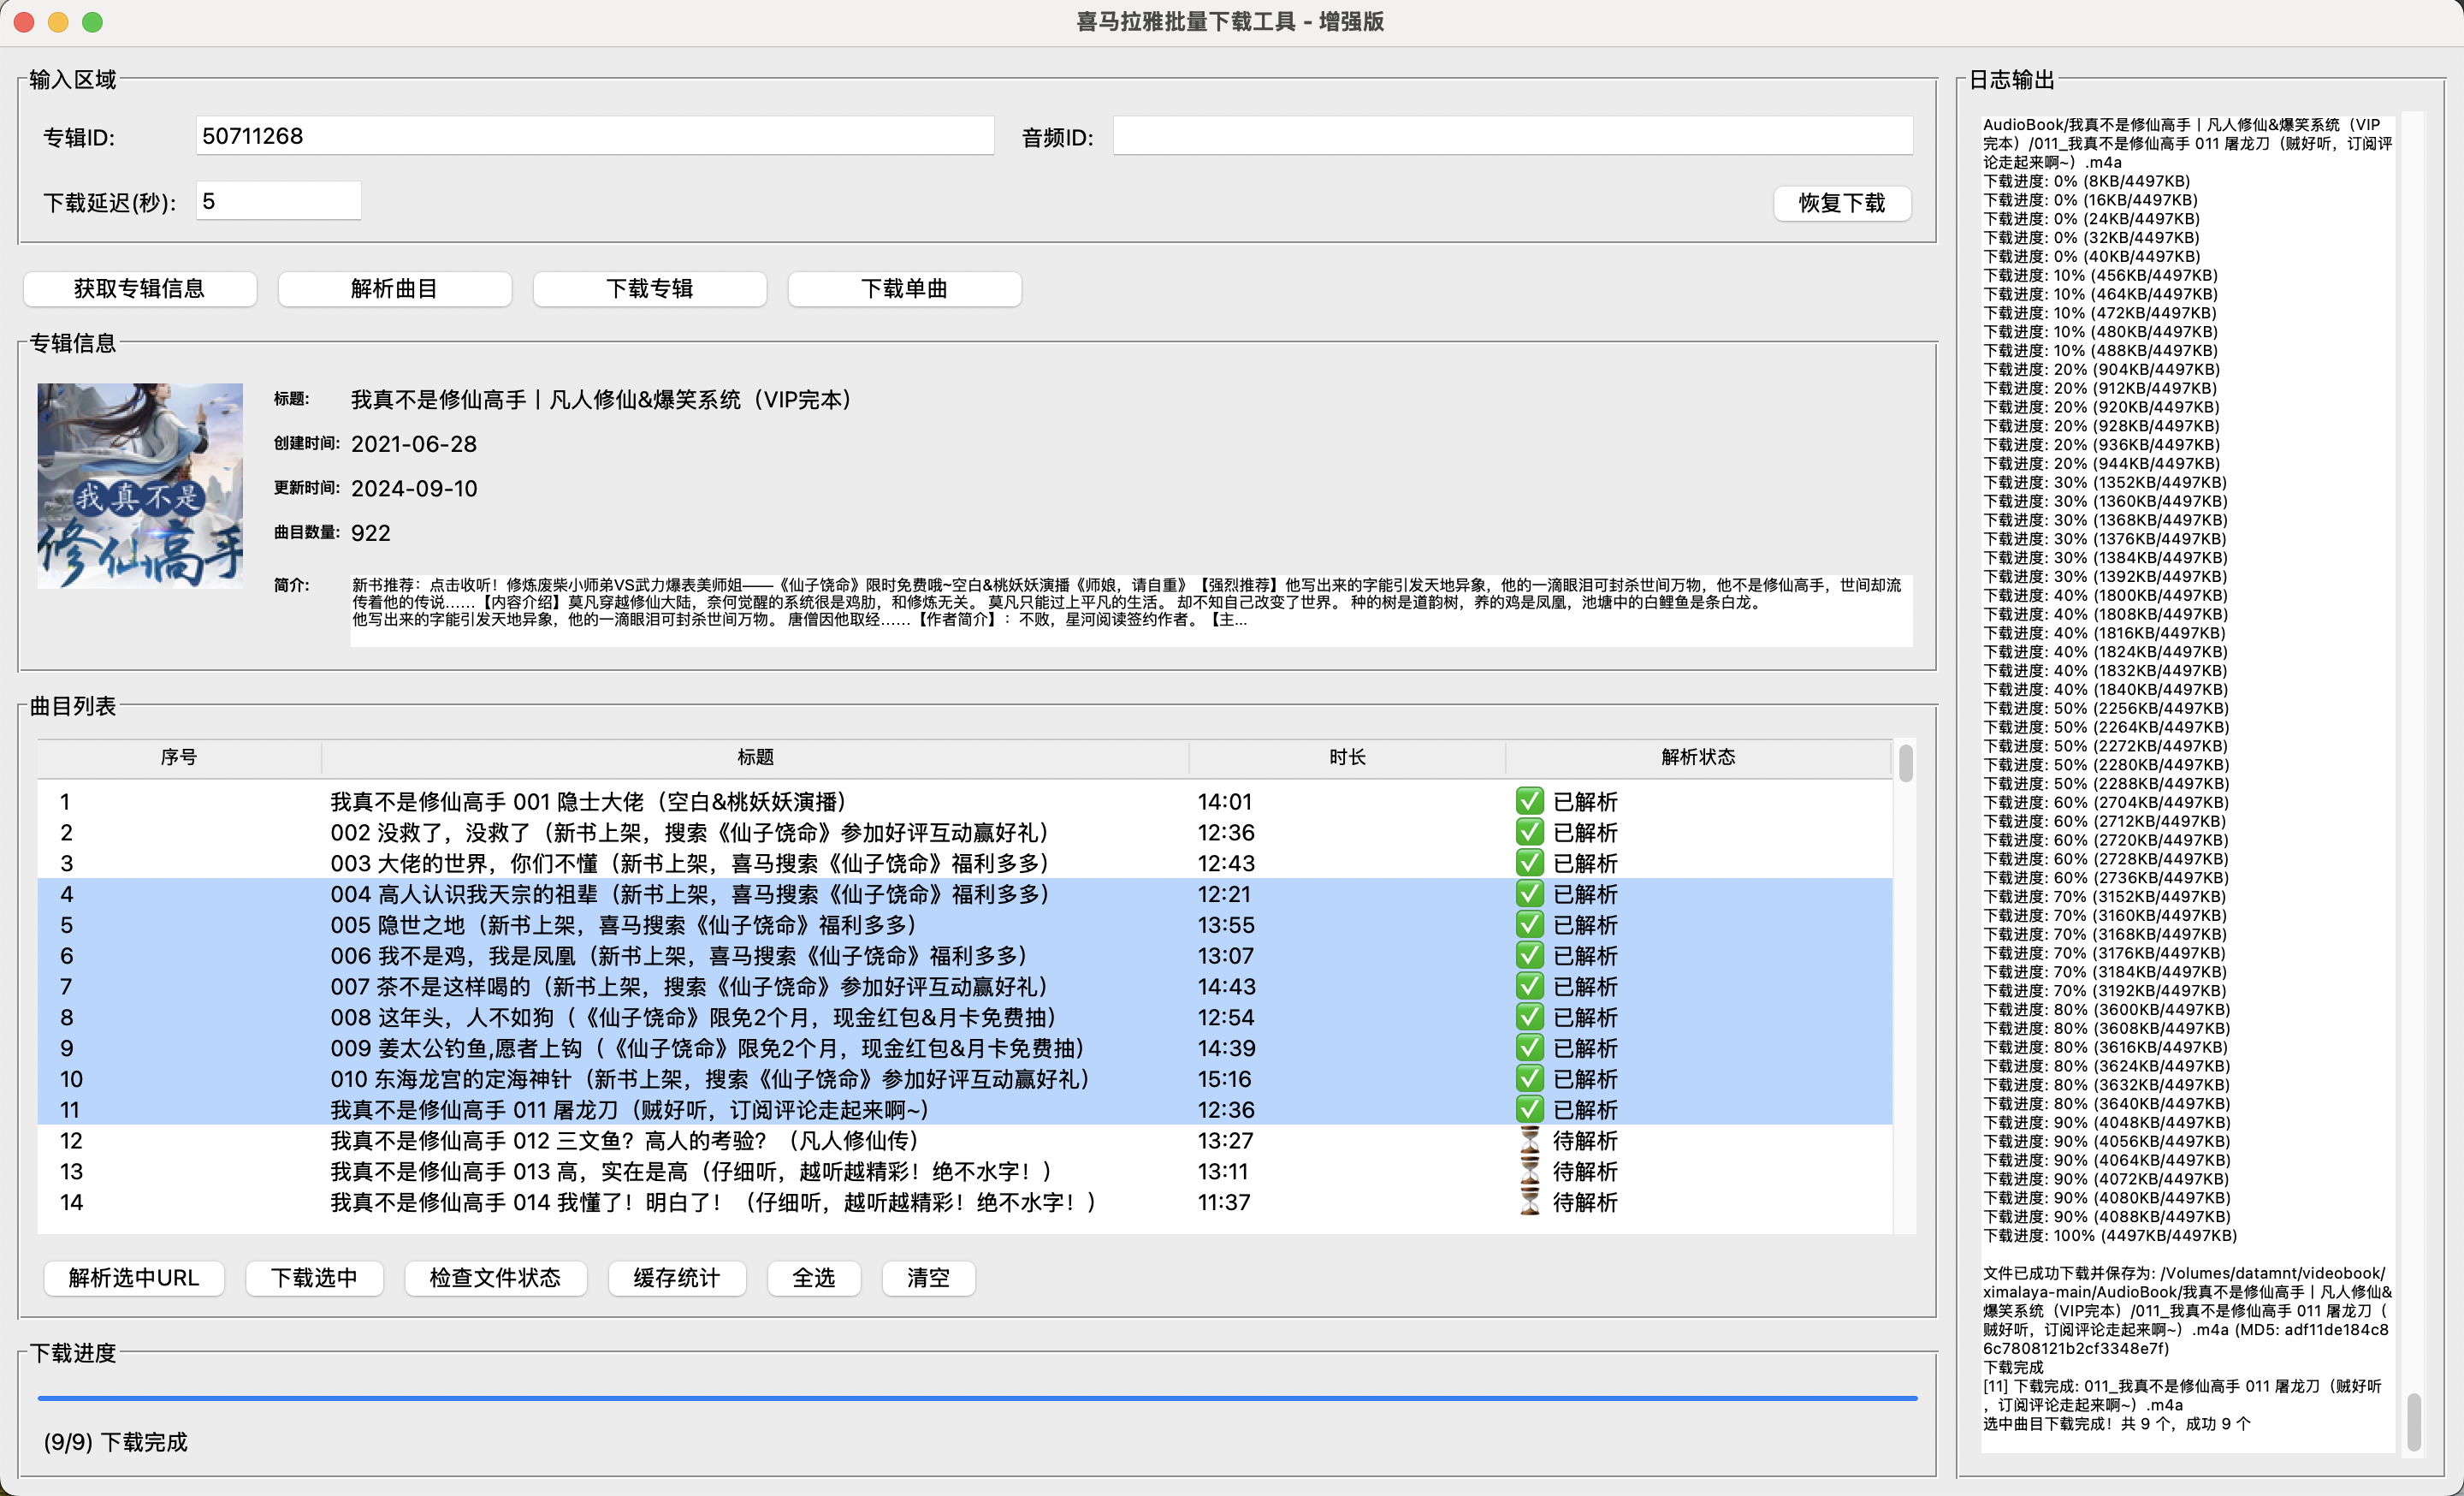 喜马拉雅批量下载工具 - 增强版
输入区域
专辑ID:
50711268
音频ID:
下载延迟(秒):
5
恢复下载
获取专辑信息
解析曲目
下载专辑
下载单曲
专辑信息
我真不是
修仙高手
标题:
我真不是修仙高手丨凡人修仙&爆笑系统（VIP完本）
创建时间:
2021-06-28
更新时间:
2024-09-10
曲目数量:
922
简介:
新书推荐：点击收听！修炼废柴小师弟VS武力爆表美师姐——《仙子饶命》限时免费哦~空白&桃妖妖演播《师娘，请自重》【强烈推荐】他写出来的字能引发天地异象，他的一滴眼泪可封杀世间万物，他不是修仙高手，世间却流
传着他的传说……【内容介绍】莫凡穿越修仙大陆，奈何觉醒的系统很是鸡肋，和修炼无关。 莫凡只能过上平凡的生活。 却不知自己改变了世界。 种的树是道韵树，养的鸡是凤凰，池塘中的白鲤鱼是条白龙。
他写出来的字能引发天地异象，他的一滴眼泪可封杀世间万物。 唐僧因他取经……【作者简介】：不败，星河阅读签约作者。【主...
曲目列表
序号 标题 时长 解析状态
1 我真不是修仙高手 001 隐士大佬（空白&桃妖妖演播） 14:01 ✅ 已解析
2 002 没救了，没救了（新书上架，搜索《仙子饶命》参加好评互动赢好礼） 12:36 ✅ 已解析
3 003 大佬的世界，你们不懂（新书上架，喜马搜索《仙子饶命》福利多多） 12:43 ✅ 已解析
4 004 高人认识我天宗的祖辈（新书上架，喜马搜索《仙子饶命》福利多多） 12:21 ✅ 已解析
5 005 隐世之地（新书上架，喜马搜索《仙子饶命》福利多多） 13:55 ✅ 已解析
6 006 我不是鸡，我是凤凰（新书上架，喜马搜索《仙子饶命》福利多多） 13:07 ✅ 已解析
7 007 茶不是这样喝的（新书上架，搜索《仙子饶命》参加好评互动赢好礼） 14:43 ✅ 已解析
8 008 这年头，人不如狗（《仙子饶命》限免2个月，现金红包&月卡免费抽） 12:54 ✅ 已解析
9 009 姜太公钓鱼,愿者上钩（《仙子饶命》限免2个月，现金红包&月卡免费抽） 14:39 ✅ 已解析
10 010 东海龙宫的定海神针（新书上架，搜索《仙子饶命》参加好评互动赢好礼） 15:16 ✅ 已解析
11 我真不是修仙高手 011 屠龙刀（贼好听，订阅评论走起来啊~） 12:36 ✅ 已解析
12 我真不是修仙高手 012 三文鱼？高人的考验？（凡人修仙传） 13:27 ⏳ 待解析
13 我真不是修仙高手 013 高，实在是高（仔细听，越听越精彩！绝不水字！） 13:11 ⏳ 待解析
14 我真不是修仙高手 014 我懂了！明白了！（仔细听，越听越精彩！绝不水字！） 11:37 ⏳ 待解析
解析选中URL
下载选中
检查文件状态
缓存统计
全选
清空
下载进度
(9/9) 下载完成
日志输出
AudioBook/我真不是修仙高手丨凡人修仙&爆笑系统（VIP
完本）/011_我真不是修仙高手 011 屠龙刀（贼好听，订阅评
论走起来啊~）.m4a
下载进度: 0% (8KB/4497KB)
下载进度: 0% (16KB/4497KB)
下载进度: 0% (24KB/4497KB)
下载进度: 0% (32KB/4497KB)
下载进度: 0% (40KB/4497KB)
下载进度: 10% (456KB/4497KB)
下载进度: 10% (464KB/4497KB)
下载进度: 10% (472KB/4497KB)
下载进度: 10% (480KB/4497KB)
下载进度: 10% (488KB/4497KB)
下载进度: 20% (904KB/4497KB)
下载进度: 20% (912KB/4497KB)
下载进度: 20% (920KB/4497KB)
下载进度: 20% (928KB/4497KB)
下载进度: 20% (936KB/4497KB)
下载进度: 20% (944KB/4497KB)
下载进度: 30% (1352KB/4497KB)
下载进度: 30% (1360KB/4497KB)
下载进度: 30% (1368KB/4497KB)
下载进度: 30% (1376KB/4497KB)
下载进度: 30% (1384KB/4497KB)
下载进度: 30% (1392KB/4497KB)
下载进度: 40% (1800KB/4497KB)
下载进度: 40% (1808KB/4497KB)
下载进度: 40% (1816KB/4497KB)
下载进度: 40% (1824KB/4497KB)
下载进度: 40% (1832KB/4497KB)
下载进度: 40% (1840KB/4497KB)
下载进度: 50% (2256KB/4497KB)
下载进度: 50% (2264KB/4497KB)
下载进度: 50% (2272KB/4497KB)
下载进度: 50% (2280KB/4497KB)
下载进度: 50% (2288KB/4497KB)
下载进度: 60% (2704KB/4497KB)
下载进度: 60% (2712KB/4497KB)
下载进度: 60% (2720KB/4497KB)
下载进度: 60% (2728KB/4497KB)
下载进度: 60% (2736KB/4497KB)
下载进度: 70% (3152KB/4497KB)
下载进度: 70% (3160KB/4497KB)
下载进度: 70% (3168KB/4497KB)
下载进度: 70% (3176KB/4497KB)
下载进度: 70% (3184KB/4497KB)
下载进度: 70% (3192KB/4497KB)
下载进度: 80% (3600KB/4497KB)
下载进度: 80% (3608KB/4497KB)
下载进度: 80% (3616KB/4497KB)
下载进度: 80% (3624KB/4497KB)
下载进度: 80% (3632KB/4497KB)
下载进度: 80% (3640KB/4497KB)
下载进度: 90% (4048KB/4497KB)
下载进度: 90% (4056KB/4497KB)
下载进度: 90% (4064KB/4497KB)
下载进度: 90% (4072KB/4497KB)
下载进度: 90% (4080KB/4497KB)
下载进度: 90% (4088KB/4497KB)
下载进度: 100% (4497KB/4497KB)
文件已成功下载并保存为: /Volumes/datamnt/videobook/
ximalaya-main/AudioBook/我真不是修仙高手丨凡人修仙&
爆笑系统（VIP完本）/011_我真不是修仙高手 011 屠龙刀（
贼好听，订阅评论走起来啊~）.m4a (MD5: adf11de184c8
6c7808121b2cf3348e7f)
下载完成
[11] 下载完成: 011_我真不是修仙高手 011 屠龙刀（贼好听
，订阅评论走起来啊~）.m4a
选中曲目下载完成！共 9 个，成功 9 个